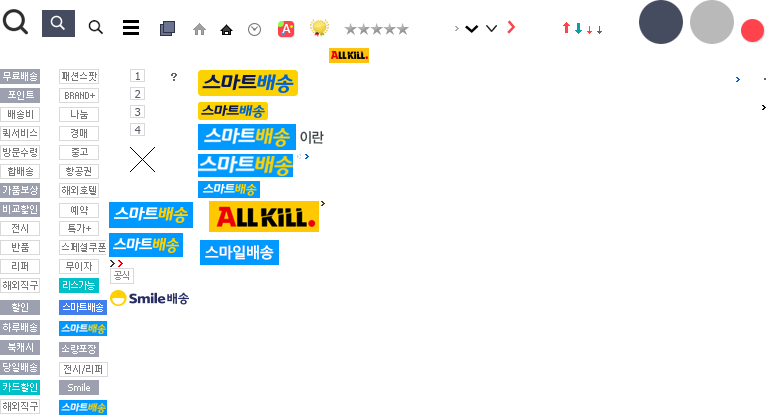 A+
ALL KILL.
무료배송 패션스팟 1 ?
포인트 BRAND+ 2 스마트배송
배송비 나눔 3 스마트배송
퀵서비스 경매 4 스마트배송 이란
방문수령 중고
합배송 항공권 스마트배송
가품보상 해외호텔 스마트배송
비교할인 예약 스마트배송 ALL KILL.
전시 특가+
반품 스페셜쿠폰 스마트배송 스마일배송
리퍼 무이자 공식
해외직구 리스가능
할인 스마트배송 Smile배송
하루배송 스마트배송
북캐시 소량포장
당일배송 전시/리퍼
카드할인 Smile
해외직구 스마트배송